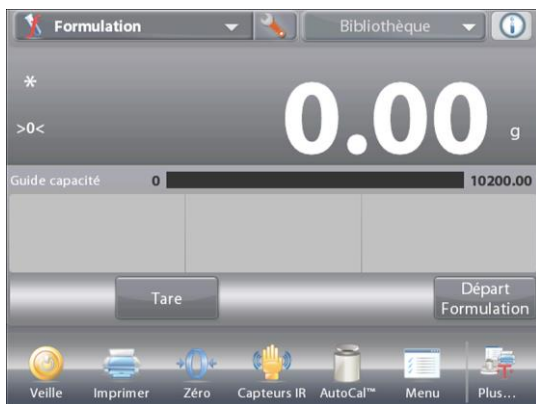 Formulation Bibliothèque
*
>0< 0.00 g
Guide capacité 0 10200.00
Tare Départ
Formulation
Veille Imprimer Zéro Capteurs IR AutoCal™ Menu Plus...